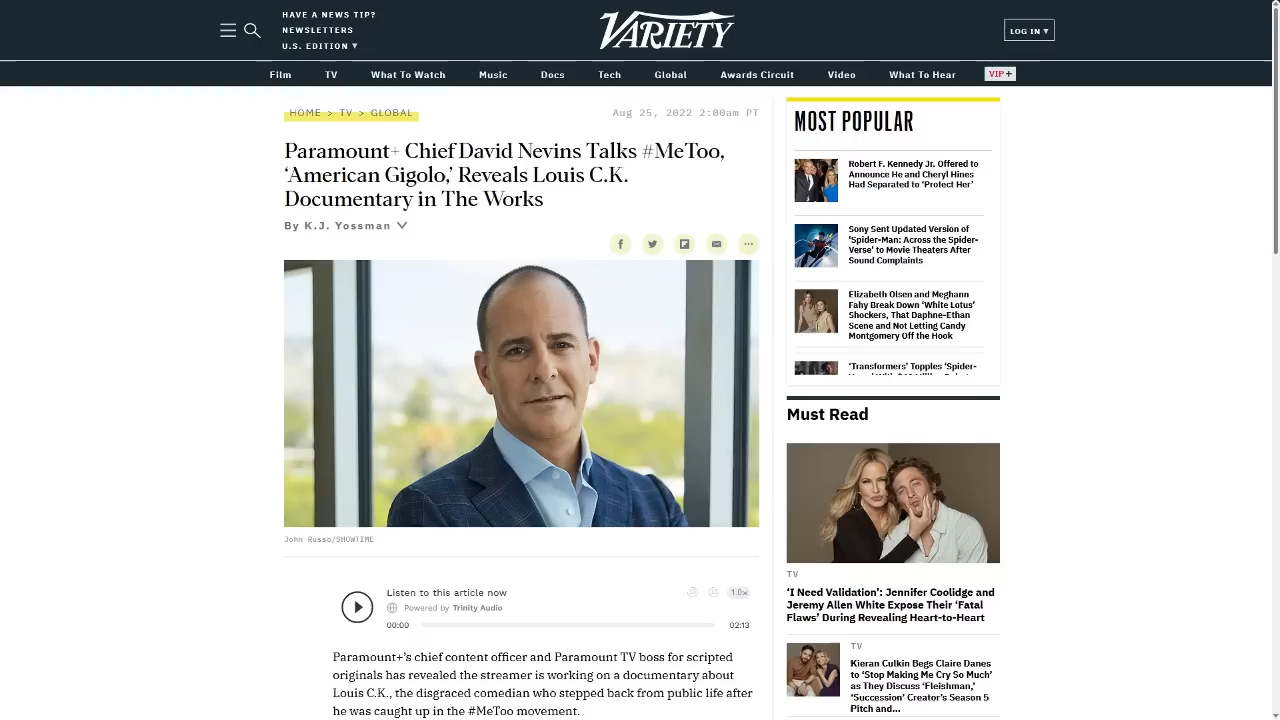 HAVE A NEWS TIP?
NEWSLETTERS
U.S. EDITION ▼
VARIETY
LOG IN ▼
Film TV What To Watch Music Docs Tech Global Awards Circuit Video What To Hear VIP+
HOME > TV > GLOBAL
Aug 25, 2022 2:00am PT
Paramount+ Chief David Nevins Talks #MeToo,
‘American Gigolo,’ Reveals Louis C.K.
Documentary in The Works
By K.J. Yossman
John Russo/SHOWTIME
Listen to this article now
1.0x
Powered by Trinity Audio
00:00
02:13
Paramount+’s chief content officer and Paramount TV boss for scripted
originals has revealed the streamer is working on a documentary about
Louis C.K., the disgraced comedian who stepped back from public life after
he was caught up in the #MeToo movement.
MOST POPULAR
Robert F. Kennedy Jr. Offered to
Announce He and Cheryl Hines
Had Separated to ‘Protect Her’
Sony Sent Updated Version of
‘Spider-Man: Across the Spider-
Verse’ to Movie Theaters After
Sound Complaints
Elizabeth Olsen and Meghann
Fahy Break Down ‘White Lotus’
Shockers, That Daphne-Ethan
Scene and Not Letting Candy
Montgomery Off the Hook
‘Transformers’ Topples ‘Spider-
Must Read
TV
‘I Need Validation’: Jennifer Coolidge and
Jeremy Allen White Expose Their ‘Fatal
Flaws’ During Revealing Heart-to-Heart
TV
Kieran Culkin Begs Claire Danes
to ‘Stop Making Me Cry So Much’
as They Discuss ‘Fleishman,’
‘Succession’ Creator’s Season 5
Pitch and...